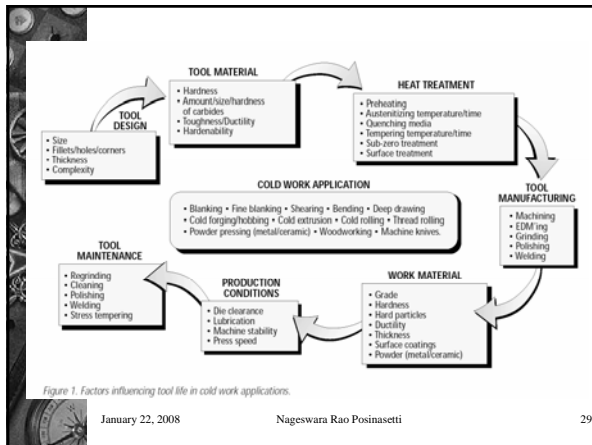 TOOL MATERIAL
• Hardness
• Amount/size/hardness
of carbides
• Toughness/Ductility
• Hardenability
HEAT TREATMENT
• Preheating
• Austenitizing temperature/time
• Quenching media
• Tempering temperature/time
• Sub-zero treatment
• Surface treatment
TOOL
DESIGN
• Size
• Fillets/holes/corners
• Thickness
• Complexity
COLD WORK APPLICATION
• Blanking • Fine blanking • Shearing • Bending • Deep drawing
• Cold forging/hobbing • Cold extrusion • Cold rolling • Thread rolling
• Powder pressing (metal/ceramic) • Woodworking • Machine knives.
TOOL
MANUFACTURING
• Machining
• EDM'ing
• Grinding
• Polishing
• Welding
TOOL
MAINTENANCE
• Regrinding
• Cleaning
• Polishing
• Welding
• Stress tempering
PRODUCTION
CONDITIONS
• Die clearance
• Lubrication
• Machine stability
• Press speed
WORK MATERIAL
• Grade
• Hardness
• Hard particles
• Ductility
• Thickness
• Surface coatings
• Powder (metal/ceramic)
Figure 1. Factors influencing tool life in cold work applications.
January 22, 2008 Nageswara Rao Posinasetti 29